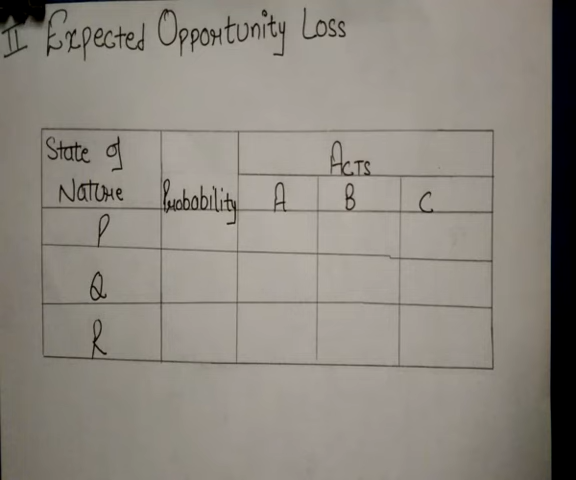 II Expected Opportunity Loss
State of Nature Probability Acts
A B C
P
Q
R